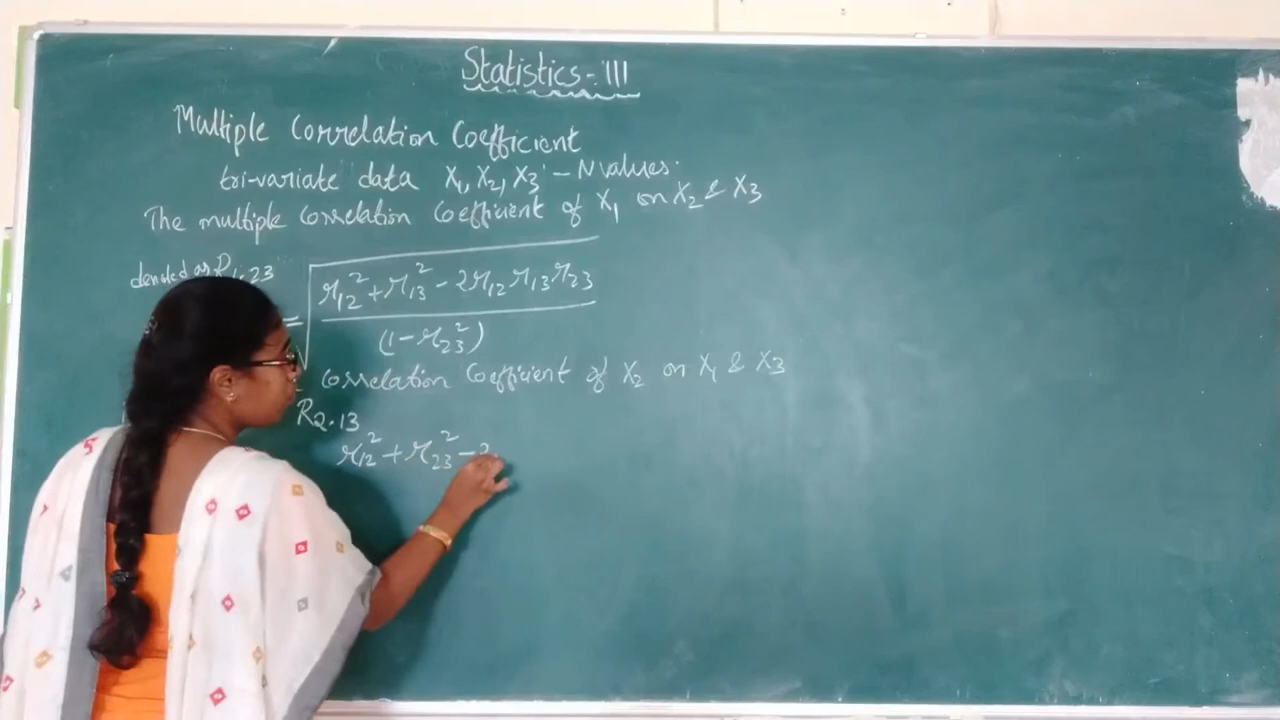 Statistics - III
Multiple Correlation Coefficient
tri-variate data X₁, X₂, X₃ - N values.
The multiple correlation Coefficient of X₁ on X₂ & X₃
denoted as R₁.₂₃
= √ r₁₂² + r₁₃² - 2r₁₂ r₁₃ r₂₃
(1 - r₂₃²)
Correlation Coefficient of X₂ on X₁ & X₃
R₂.₁₃
r₁₂² + r₂₃² - 2